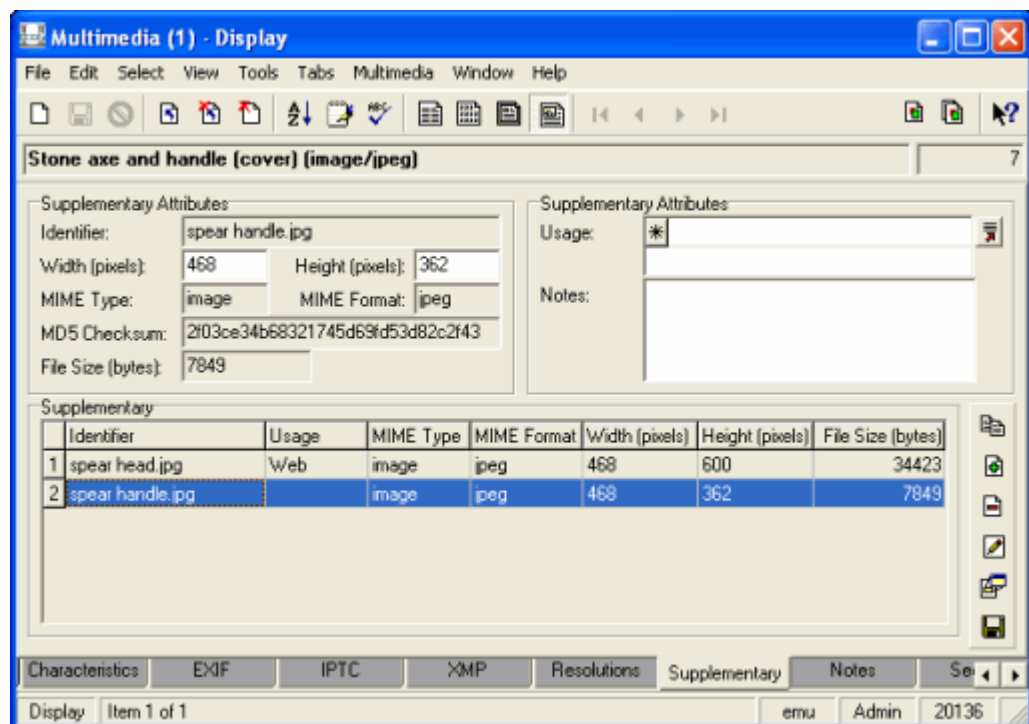 Multimedia (1) - Display
File Edit Select View Tools Tabs Multimedia Window Help
Stone axe and handle (cover) (image/jpeg) 7
Supplementary Attributes
Identifier: spear handle.jpg
Width (pixels): 468 Height (pixels): 362
MIME Type: image MIME Format: jpeg
MD5 Checksum: 2f03ce34b68321745d69fd53d82c2f43
File Size (bytes): 7849
Supplementary Attributes
Usage:
Notes:
Supplementary
Identifier Usage MIME Type MIME Format Width (pixels) Height (pixels) File Size (bytes)
1 spear head.jpg Web image jpeg 468 600 34423
2 spear handle.jpg image jpeg 468 362 7849
Characteristics EXIF IPTC XMP Resolutions Supplementary Notes Se
Display Item 1 of 1 emu Admin 20136